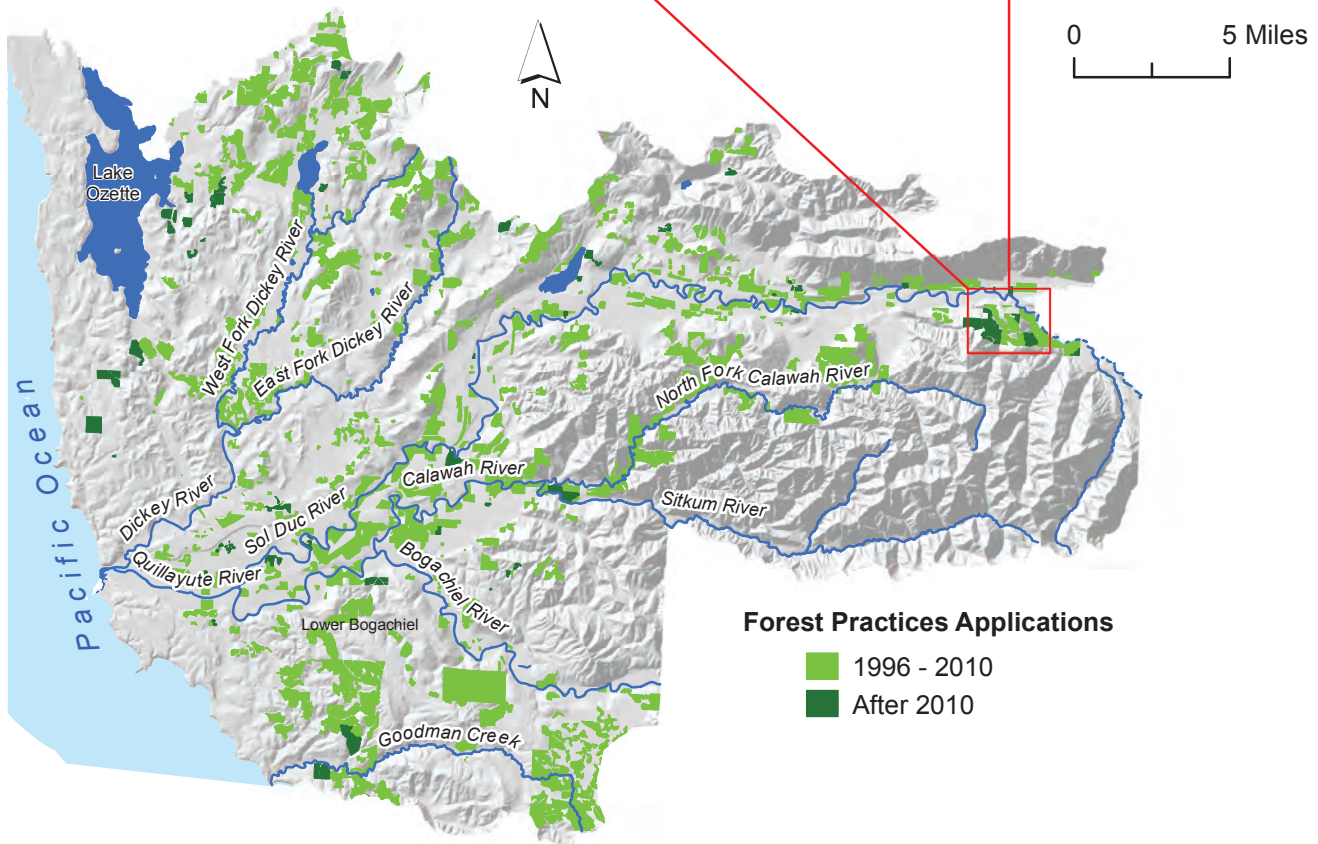 0 5 Miles
N
Lake
Ozette
West Fork Dickey River
East Fork Dickey River
North Fork Calawah River
Pacific Ocean
Calawah River
Sitkum River
Dickey River
Sol Duc River
Quillayute River
Bogachiel River
Lower Bogachiel
Goodman Creek
Forest Practices Applications
1996 - 2010
After 2010